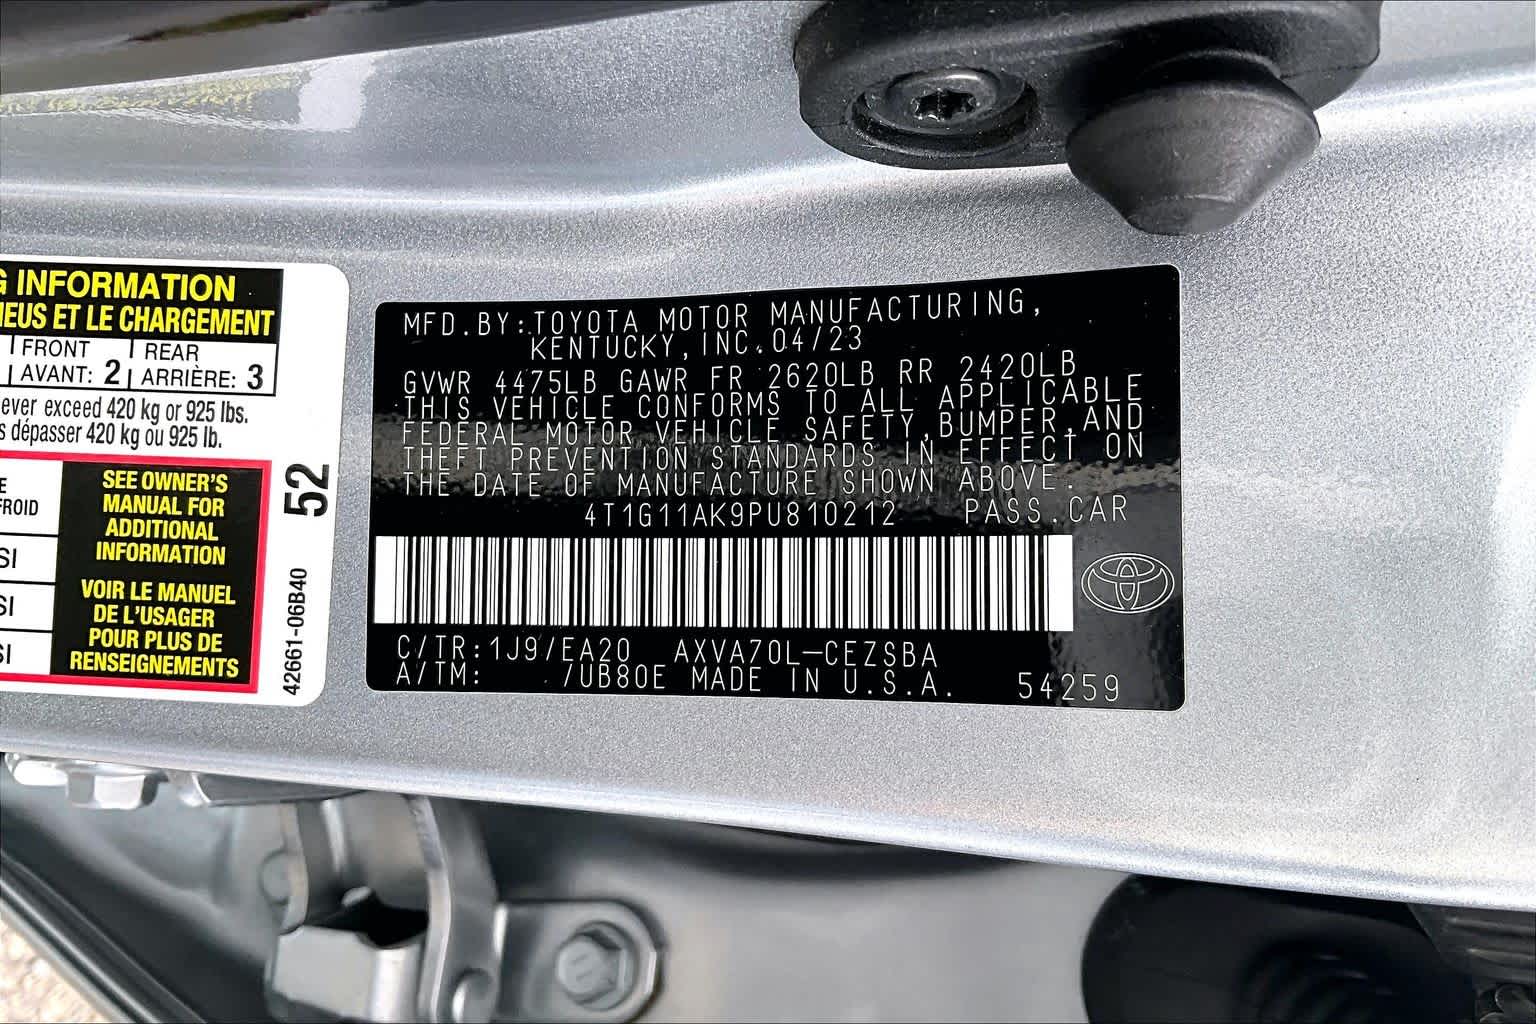 G INFORMATION
NEUS ET LE CHARGEMENT
FRONT REAR
AVANT: 2 ARRIÈRE: 3
ever exceed 420 kg or 925 lbs.
s dépasser 420 kg ou 925 lb.
E
FROID
SI
SI
SI
SEE OWNER'S
MANUAL FOR
ADDITIONAL
INFORMATION
VOIR LE MANUEL
DE L'USAGER
POUR PLUS DE
RENSEIGNEMENTS
52
42661-06B40
MFD.BY:TOYOTA MOTOR MANUFACTURING,
KENTUCKY,INC.04/23
GVWR 4475LB GAWR FR 2620LB RR 2420LB
THIS VEHICLE CONFORMS TO ALL APPLICABLE
FEDERAL MOTOR VEHICLE SAFETY,BUMPER,AND
THEFT PREVENTION STANDARDS IN EFFECT ON
THE DATE OF MANUFACTURE SHOWN ABOVE.
4T1G11AK9PU810212 PASS.CAR
C/TR:1J9/EA20 AXVA70L-CEZSBA
A/TM: /UB80E MADE IN U.S.A. 54259